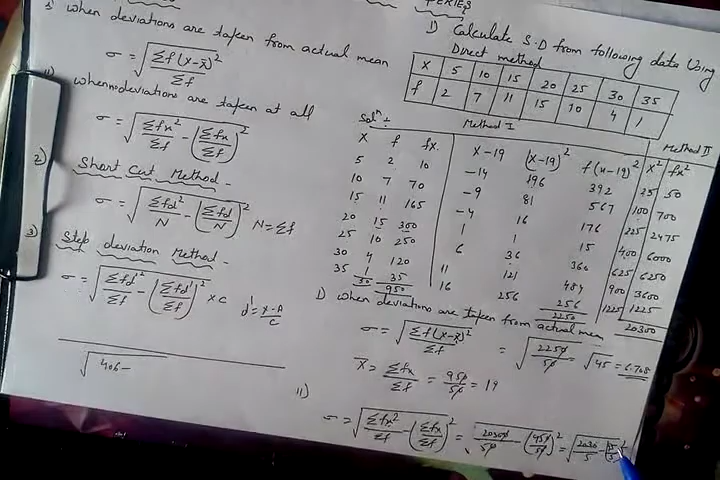 PERIES
i) when deviations are taken from actual mean
σ = √Σf(x-x̄)²/Σf
ii) when no deviations are taken at all
σ = √Σfx²/Σf - (Σfx/Σf)²
2) Short Cut Method -
σ = √Σfd²/N - (Σfd/N)² N = Σf
3) Step deviation Method -
σ = √Σfd'²/Σf - (Σfd'/Σf)² × c d' = x-A/c
√406-
1) Calculate S.D from following data Using
Direct method
X 5 10 15 20 25 30 35
f 2 7 11 15 10 4 1
Solⁿ :- Method I Method II
X f fx X-19 (X-19)² f(x-19)² X² fx²
5 2 10 -14 196 392 25 50
10 7 70 -9 81 567 100 700
15 11 165 -4 16 176 225 2475
20 15 300 1 1 15 400 6000
25 10 250 6 36 360 625 6250
30 4 120 11 121 484 900 3600
35 1 35 16 256 256 1225 1225
50 950 2250 20300
i) when deviations are taken from actual mean
σ = √Σf(x-x̄)²/Σf = √2250/50 = √45 = 6.708
x̄ = Σfx/Σf = 950/50 = 19
ii)
σ = √Σfx²/Σf - (Σfx/Σf)² = √20300/50 - (950/50)² = √2030/5 -